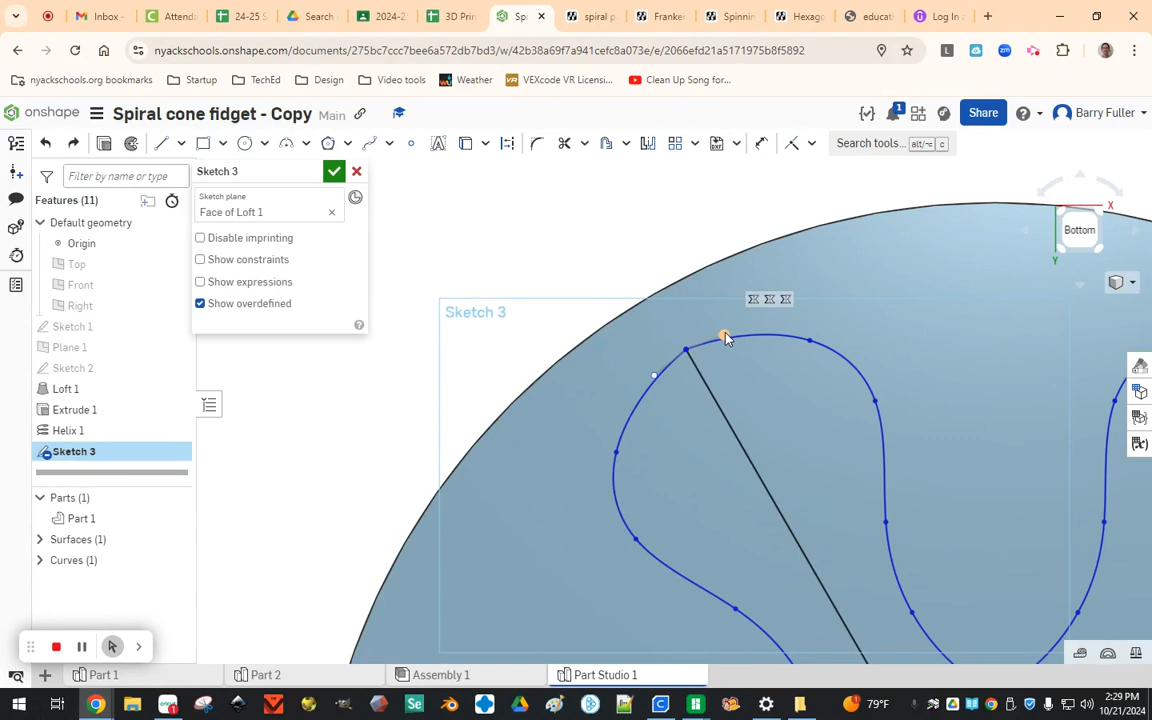 Gmail -
Attenda
24-25 S
Search
2024-2
3D Prin
Spi
spiral p
Franker
Spinnin
Hexago
educati
Log In
nyackschools.onshape.com/documents/275bc7ccc7bee6a572db7bd3/w/42b38a69f7a941cefc8a073e/e/2066efd21a5171975b8f5892
nyackschools.org bookmarks
Startup
TechEd
Design
Video tools
Weather
VEXcode VR Licensi...
Clean Up Song for...
onshape
Spiral cone fidget - Copy
Main
1
Share
Barry Fuller
Search tools...
alt/⌥
c
Filter by name or type
Features (11)
Default geometry
Origin
Top
Front
Right
Sketch 1
Plane 1
Sketch 2
Loft 1
Extrude 1
Helix 1
Sketch 3
Parts (1)
Part 1
Surfaces (1)
Curves (1)
Sketch 3
Sketch plane
Face of Loft 1
Disable imprinting
Show constraints
Show expressions
Show overdefined
Sketch 3
X
Bottom
Y
Part 1
Part 2
Assembly 1
Part Studio 1
79°F
2:29 PM
10/21/2024